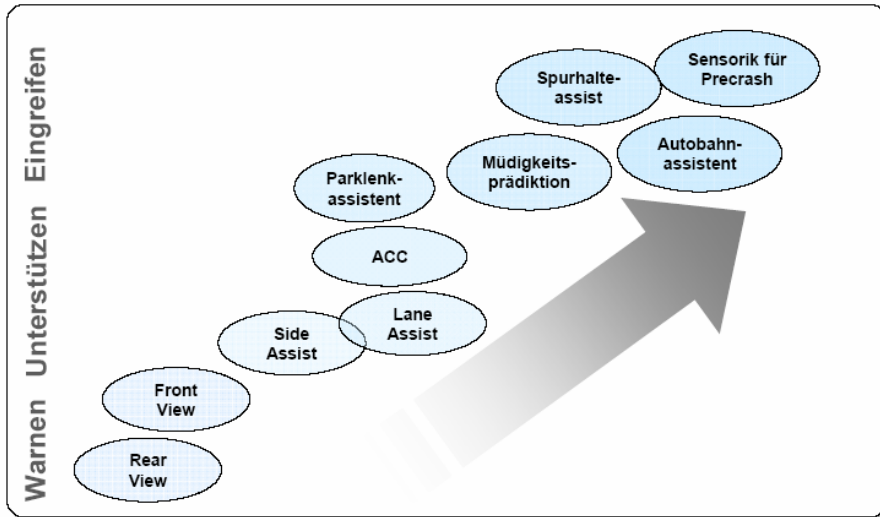 Warnen Unterstützen Eingreifen
Spurhalte-
assist
Sensorik für
Precrash
Parklenk-
assistent
Müdigkeits-
prädiktion
Autobahn-
assistent
ACC
Side
Assist
Lane
Assist
Front
View
Rear
View